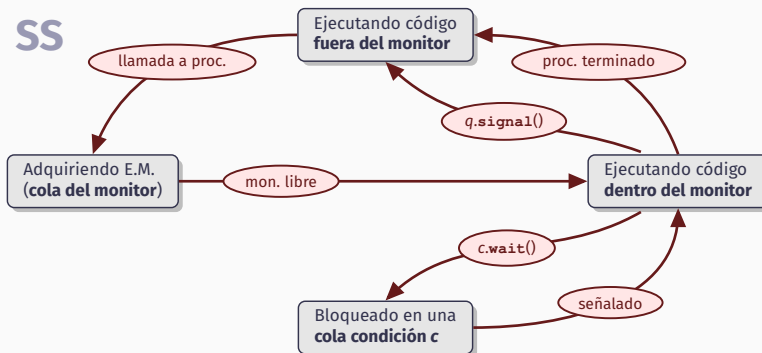 SS
Ejecutando código
fuera del monitor
llamada a proc.
proc. terminado
q.signal()
Adquiriendo E.M.
(cola del monitor)
mon. libre
Ejecutando código
dentro del monitor
c.wait()
señalado
Bloqueado en una
cola condición c